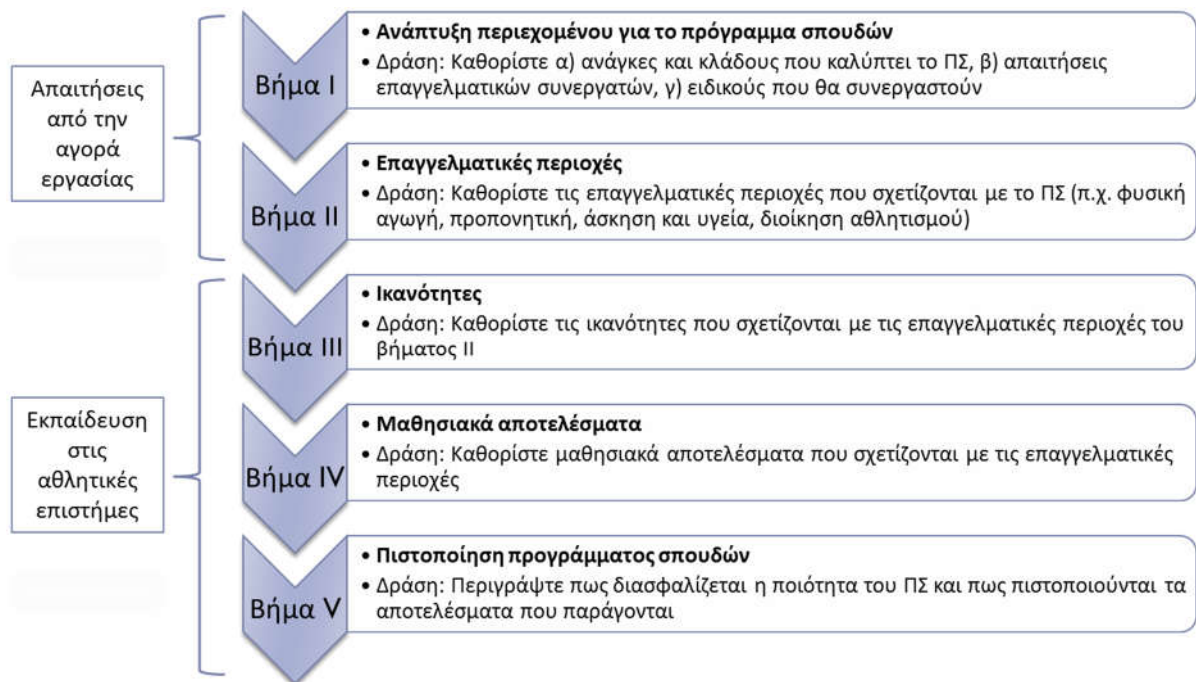 Απαιτήσεις
από την
αγορά
εργασίας
Βήμα I
• Ανάπτυξη περιεχομένου για το πρόγραμμα σπουδών
• Δράση: Καθορίστε α) ανάγκες και κλάδους που καλύπτει το ΠΣ, β) απαιτήσεις
επαγγελματικών συνεργατών, γ) ειδικούς που θα συνεργαστούν
Βήμα II
• Επαγγελματικές περιοχές
• Δράση: Καθορίστε τις επαγγελματικές περιοχές που σχετίζονται με το ΠΣ (π.χ. φυσική
αγωγή, προπονητική, άσκηση και υγεία, διοίκηση αθλητισμού)
Εκπαίδευση
στις
αθλητικές
επιστήμες
Βήμα III
• Ικανότητες
• Δράση: Καθορίστε τις ικανότητες που σχετίζονται με τις επαγγελματικές περιοχές του
βήματος II
Βήμα IV
• Μαθησιακά αποτελέσματα
• Δράση: Καθορίστε μαθησιακά αποτελέσματα που σχετίζονται με τις επαγγελματικές
περιοχές
Βήμα V
• Πιστοποίηση προγράμματος σπουδών
• Δράση: Περιγράψτε πως διασφαλίζεται η ποιότητα του ΠΣ και πως πιστοποιούνται τα
αποτελέσματα που παράγονται